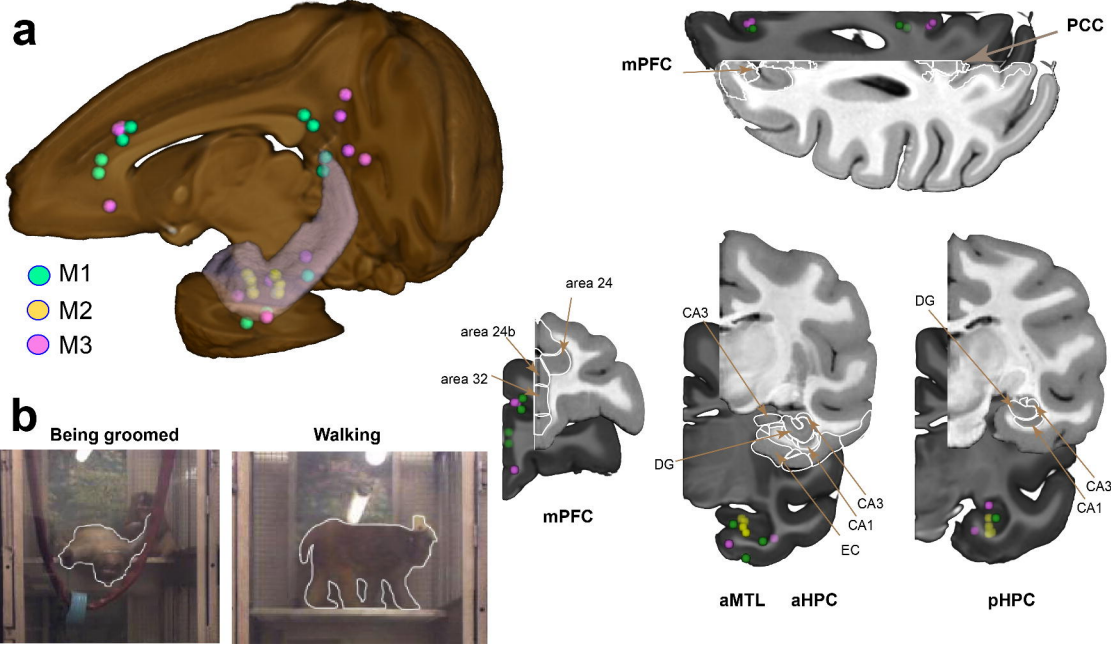 a
M1
M2
M3
b
Being groomed
Walking
PCC
mPFC
area 24
area 24b
area 32
mPFC
CA3
DG
CA3
CA1
EC
aMTL aHPC
DG
CA3
CA1
pHPC